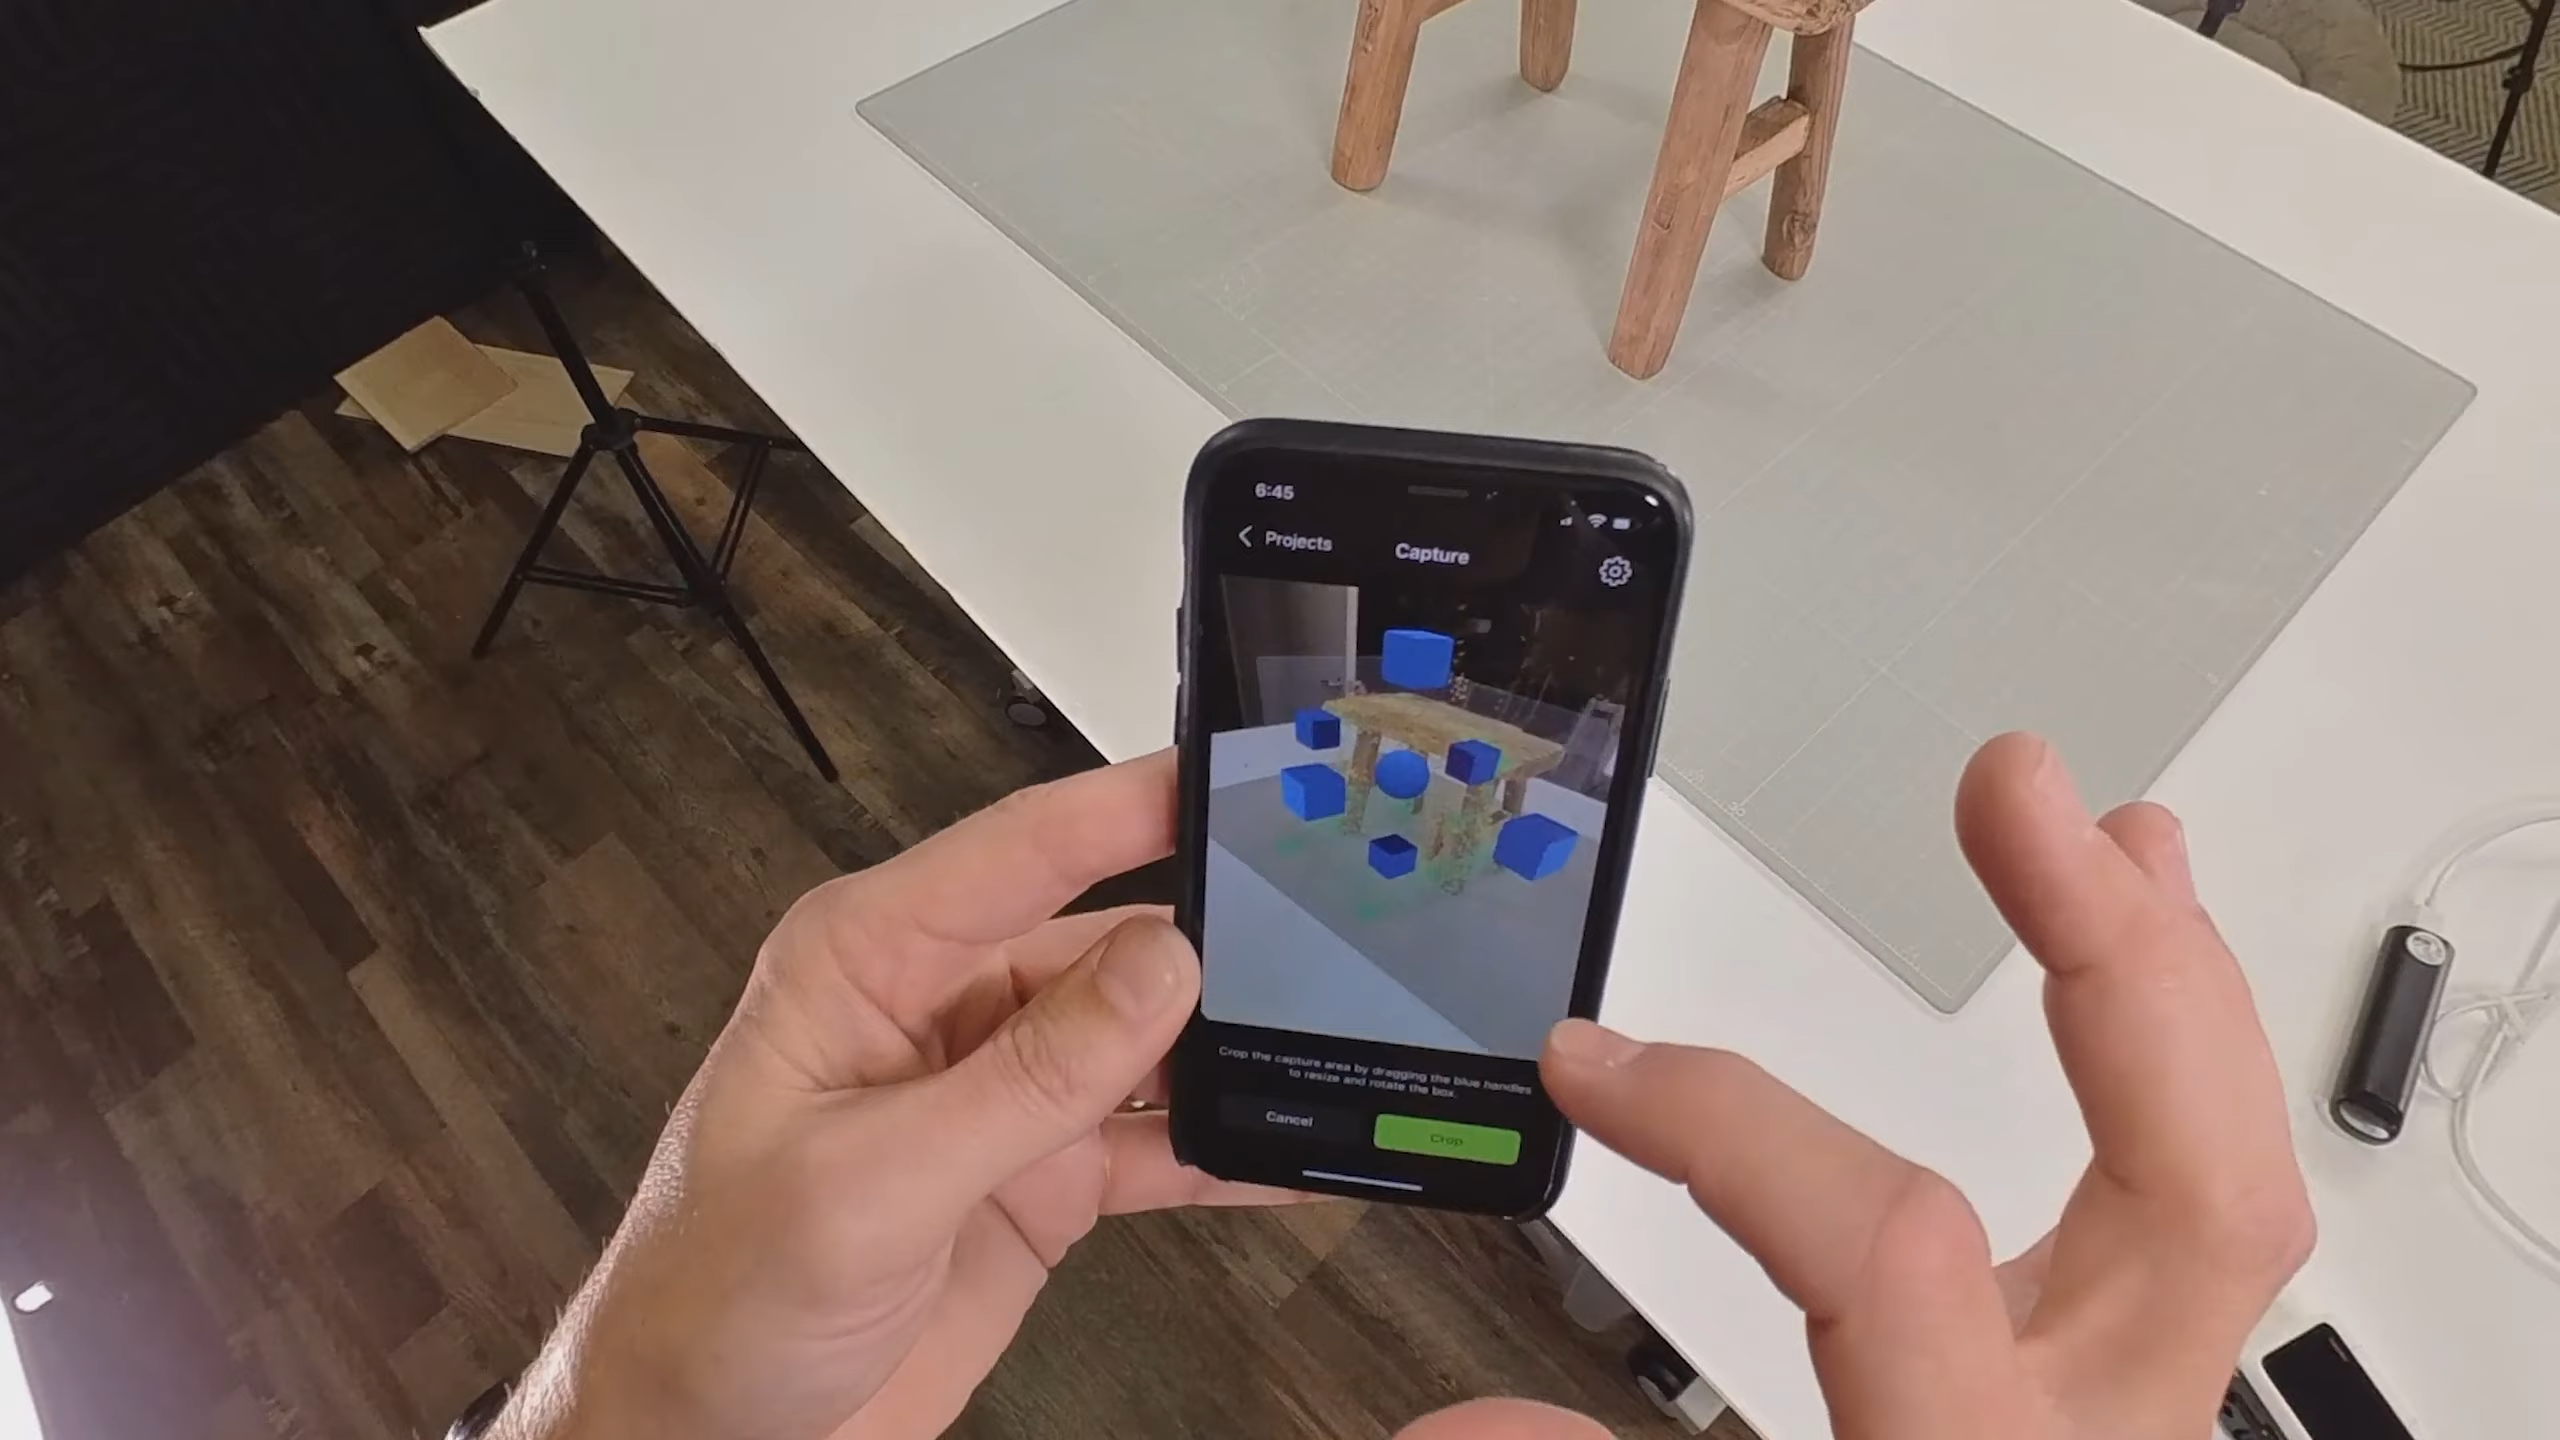 6:45
Projects
Capture
Crop the capture area by dragging the blue handles
to resize and rotate the box.
Cancel
Crop